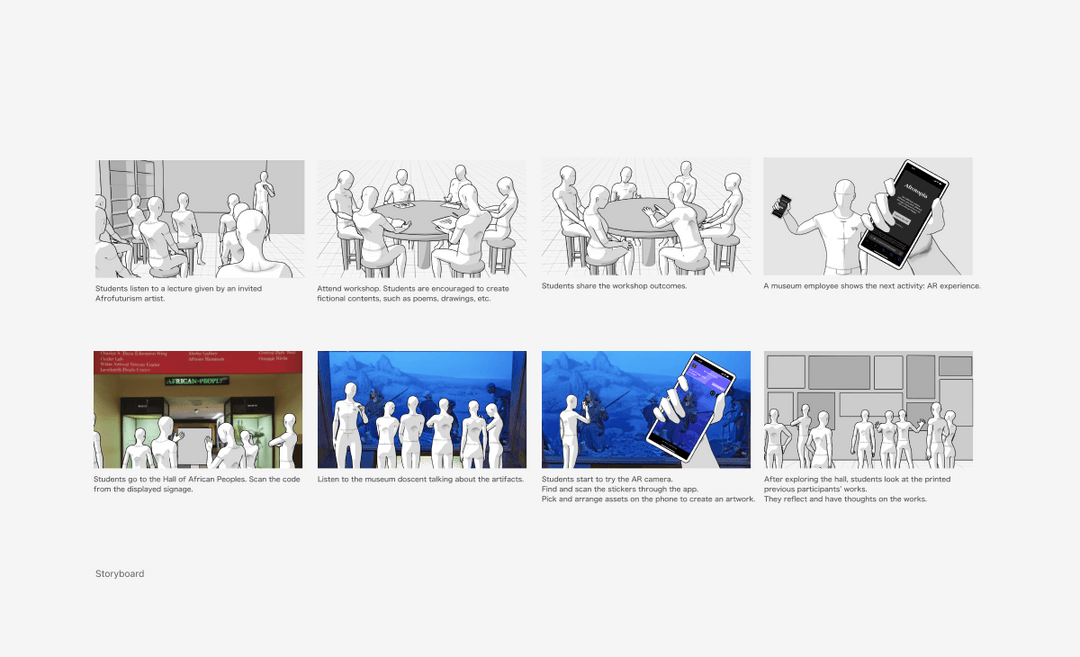 Afrotopia
Students listen to a lecture given by an invited
Afrofuturism artist.
Attend workshop. Students are encouraged to create
fictional contents, such as poems, drawings, etc.
Students share the workshop outcomes.
A museum employee shows the next activity: AR experience.
AFRICAN PEOPLES
Students go to the Hall of African Peoples. Scan the code
from the displayed signage.
Listen to the museum doscent talking about the artifacts.
Students start to try the AR camera.
Find and scan the stickers through the app.
Pick and arrange assets on the phone to create an artwork.
After exploring the hall, students look at the printed
previous participants' works.
They reflect and have thoughts on the works.
Storyboard